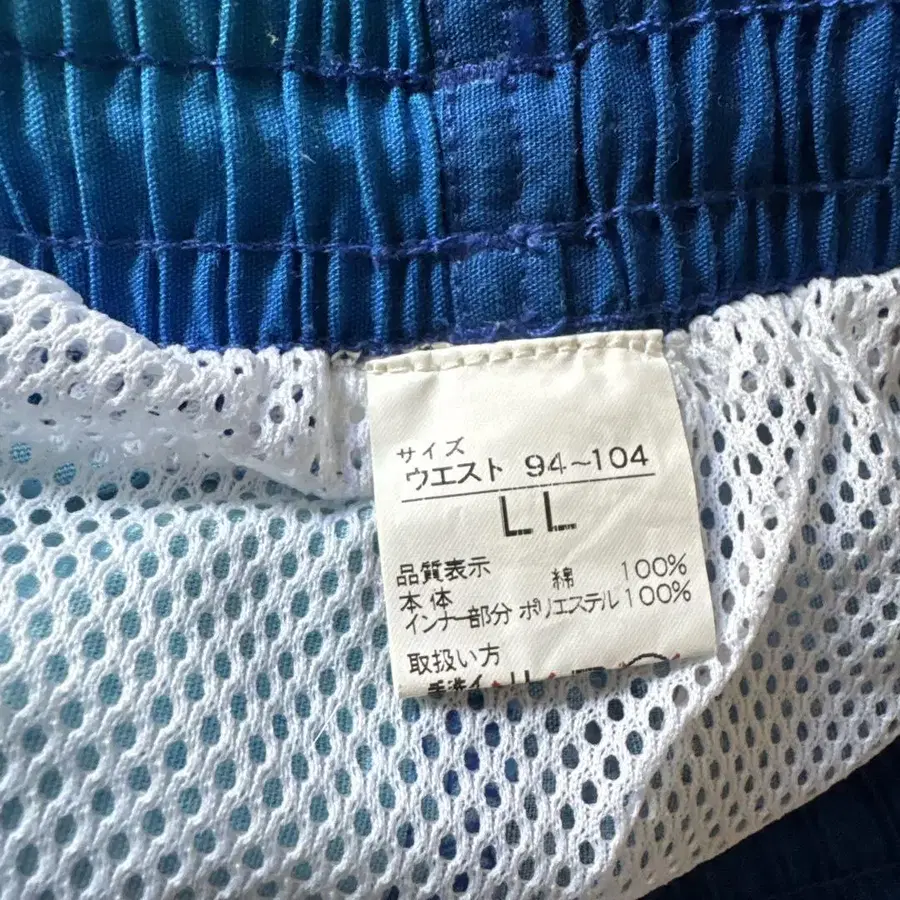 サイズ
ウエスト 94~104
LL
品質表示
本体 綿 100%
インナー部分 ポリエステル 100%
取扱い方